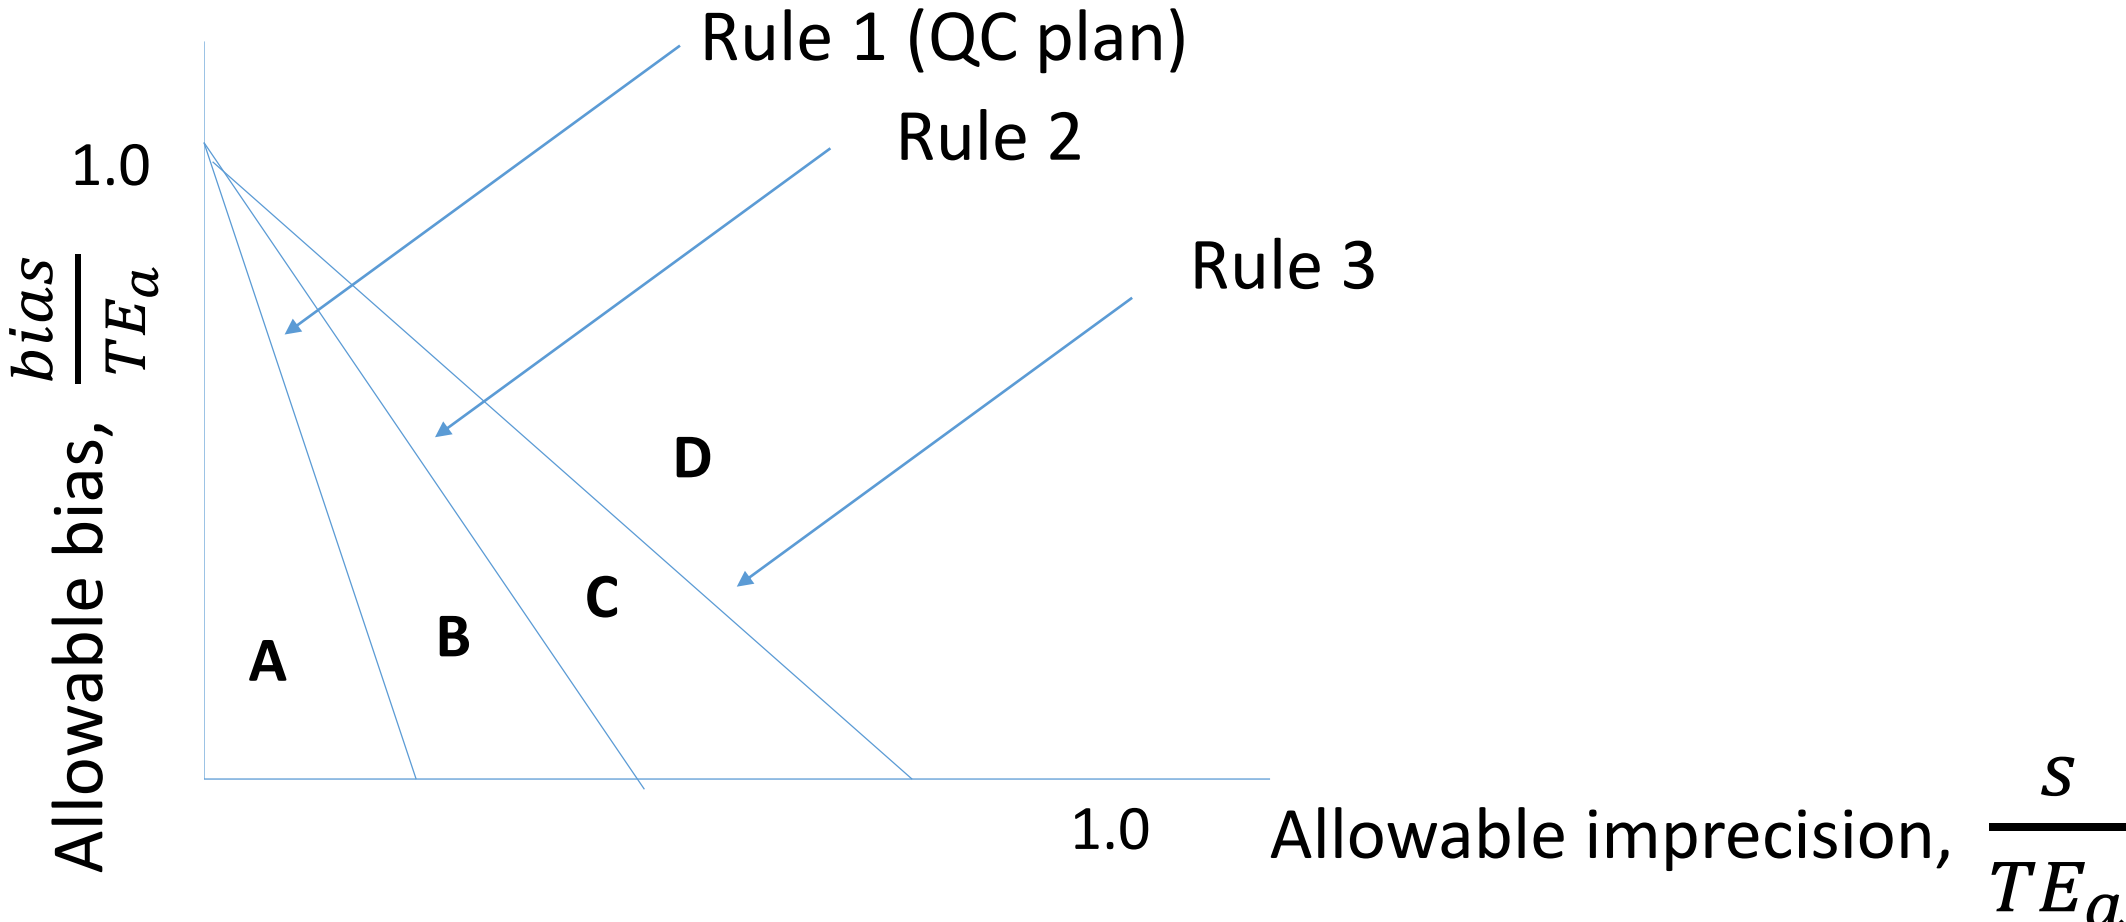 Rule 1 (QC plan)
Rule 2
1.0
Rule 3
Allowable bias, bias/TEa
D
C
B
A
1.0
Allowable imprecision, s/TEa